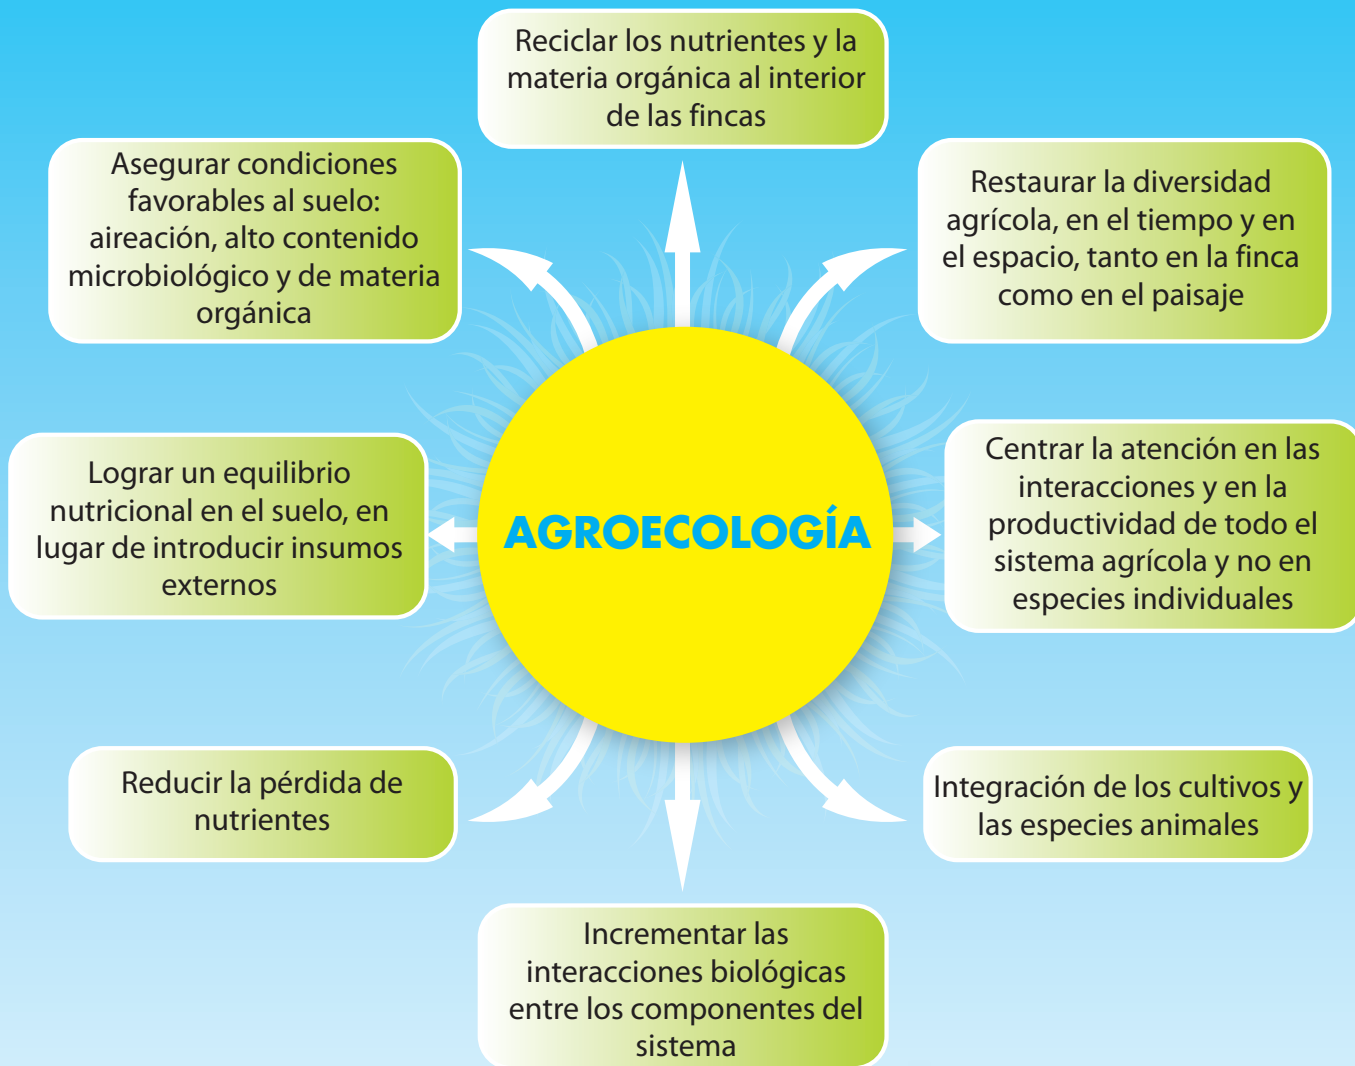 Reciclar los nutrientes y la
materia orgánica al interior
de las fincas
Asegurar condiciones
favorables al suelo:
aireación, alto contenido
microbiológico y de materia
orgánica
Restaurar la diversidad
agrícola, en el tiempo y en
el espacio, tanto en la finca
como en el paisaje
Lograr un equilibrio
nutricional en el suelo, en
lugar de introducir insumos
externos
AGROECOLOGÍA
Centrar la atención en las
interacciones y en la
productividad de todo el
sistema agrícola y no en
especies individuales
Reducir la pérdida de
nutrientes
Integración de los cultivos y
las especies animales
Incrementar las
interacciones biológicas
entre los componentes del
sistema